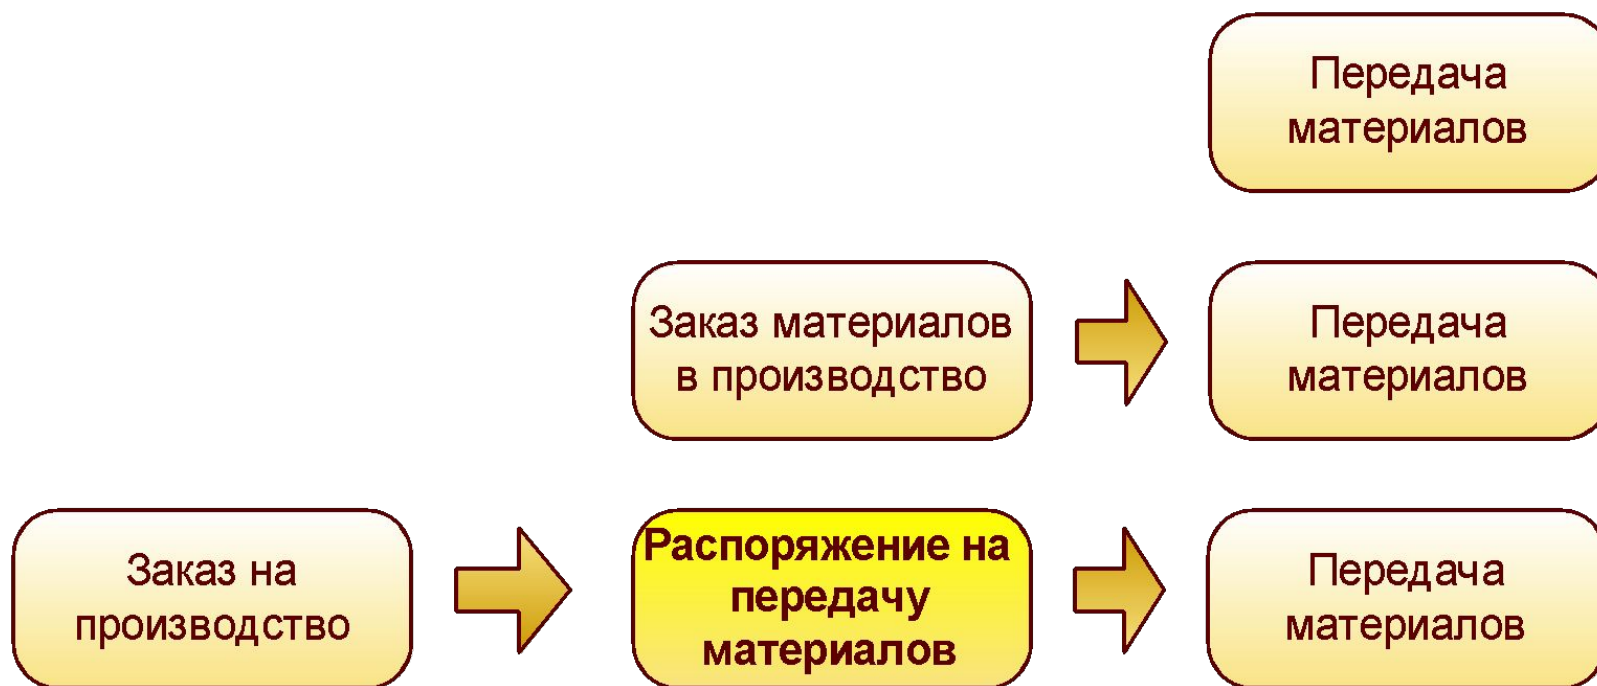 Передача
материалов
Заказ материалов
в производство
Передача
материалов
Заказ на
производство
Распоряжение на
передачу
материалов
Передача
материалов